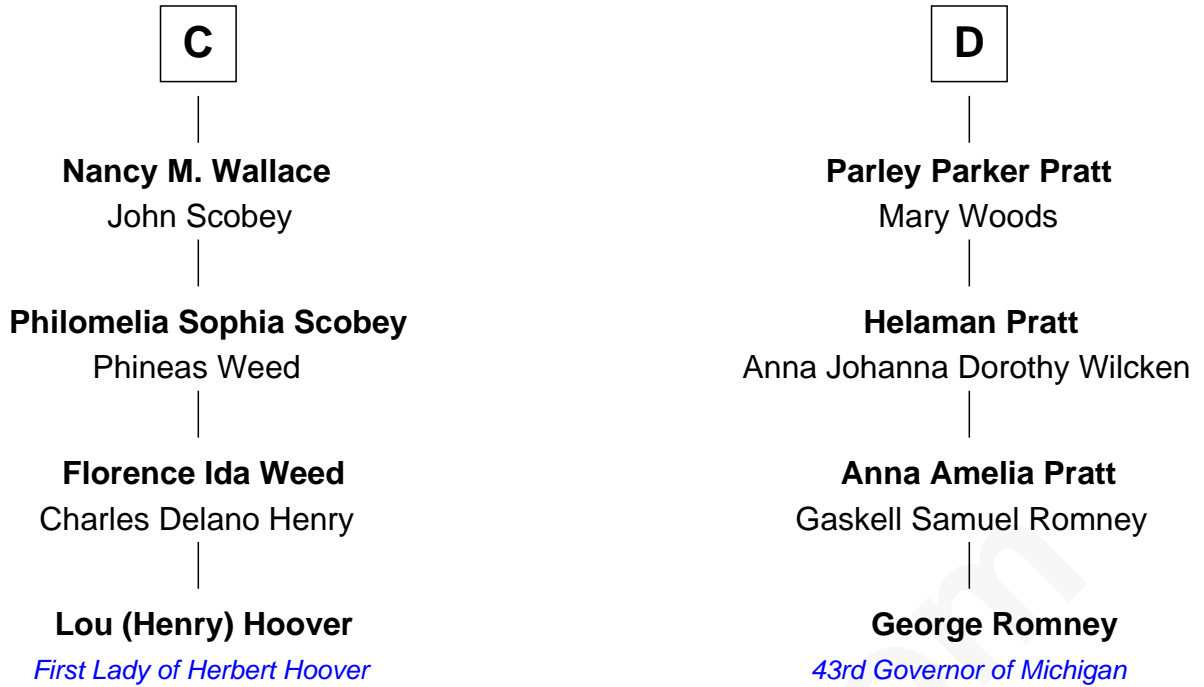 C
Nancy M. Wallace
John Scobey
Philomelia Sophia Scobey
Phineas Weed
Florence Ida Weed
Charles Delano Henry
Lou (Henry) Hoover
First Lady of Herbert Hoover
D
Parley Parker Pratt
Mary Woods
Helaman Pratt
Anna Johanna Dorothy Wilcken
Anna Amelia Pratt
Gaskell Samuel Romney
George Romney
43rd Governor of Michigan